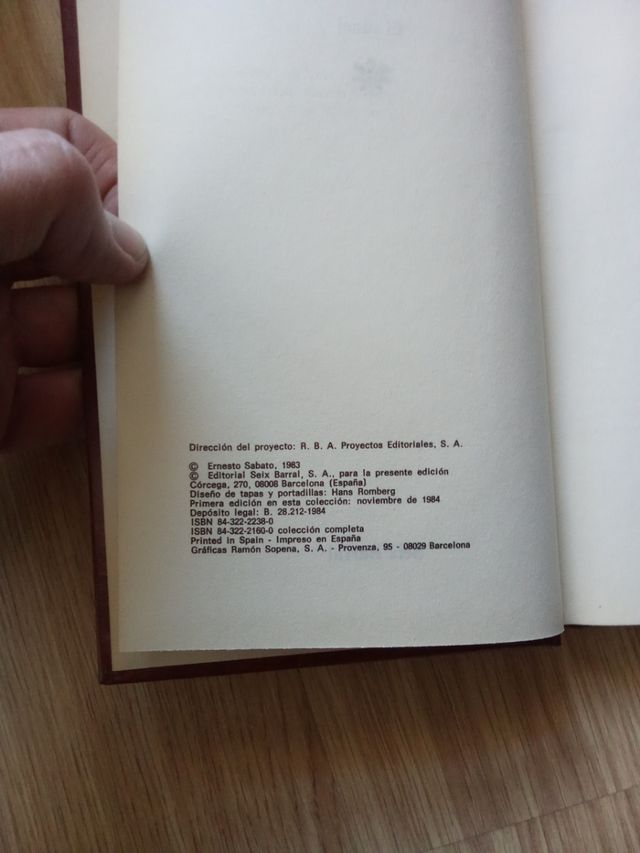 Dirección del proyecto: R. B. A. Proyectos Editoriales, S. A.
© Ernesto Sabato, 1983
© Editorial Seix Barral, S. A., para la presente edición
Córcega, 270, 08008 Barcelona (España)
Diseño de tapas y portadillas: Hans Romberg
Primera edición en esta colección: noviembre de 1984
Depósito legal: B. 28.212-1984
ISBN 84-322-2238-0
ISBN 84-322-2160-0 colección completa
Printed in Spain - Impreso en España
Gráficas Ramón Sopena, S. A. - Provenza, 95 - 08029 Barcelona